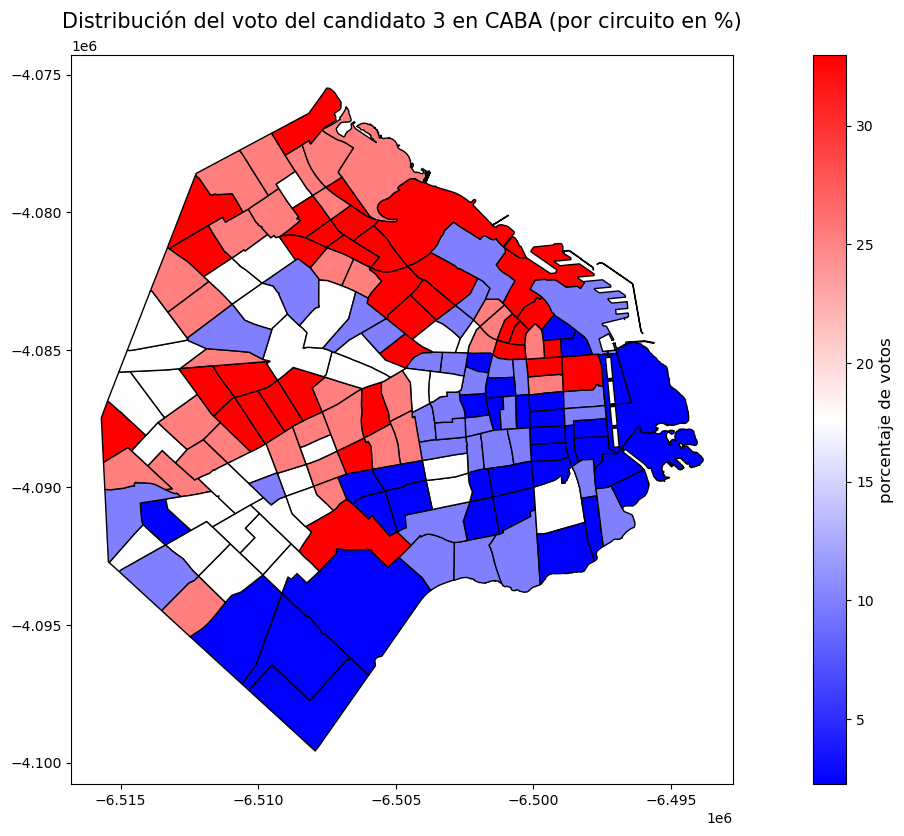 Distribución del voto del candidato 3 en CABA (por circuito en %)
1e6
−4.075
−4.080
−4.085
−4.090
−4.095
−4.100
−6.515 −6.510 −6.505 −6.500 −6.495
1e6
30
25
20
15
10
5
porcentaje de votos